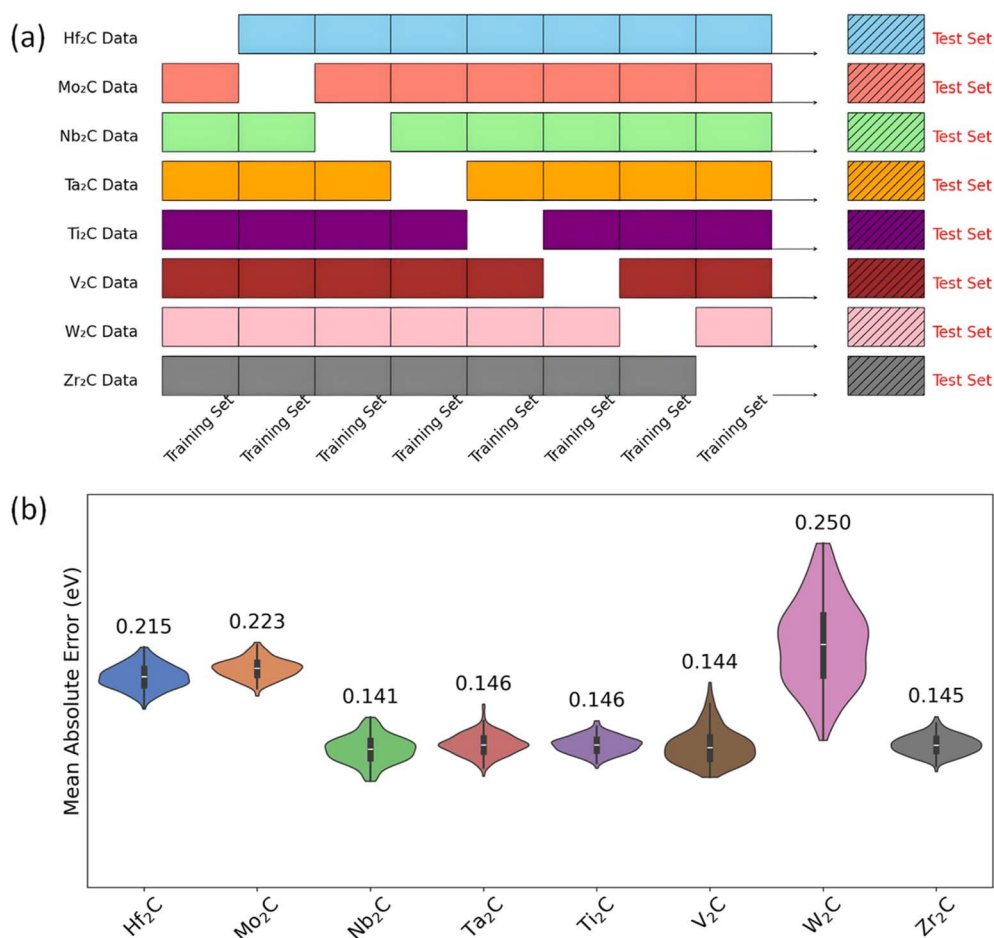 (a)
Hf₂C Data
Test Set
Mo₂C Data
Test Set
Nb₂C Data
Test Set
Ta₂C Data
Test Set
Ti₂C Data
Test Set
V₂C Data
Test Set
W₂C Data
Test Set
Zr₂C Data
Test Set
Training Set
Training Set
Training Set
Training Set
Training Set
Training Set
Training Set
Training Set
(b)
Mean Absolute Error (eV)
0.215
0.223
0.141
0.146
0.146
0.144
0.250
0.145
Hf₂C
Mo₂C
Nb₂C
Ta₂C
Ti₂C
V₂C
W₂C
Zr₂C